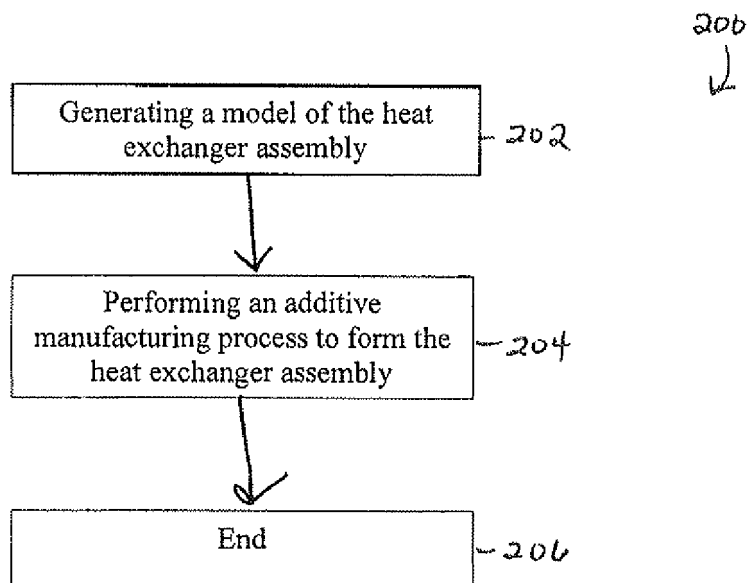 200
Generating a model of the heat
exchanger assembly
202
Performing an additive
manufacturing process to form the
heat exchanger assembly
204
End
206